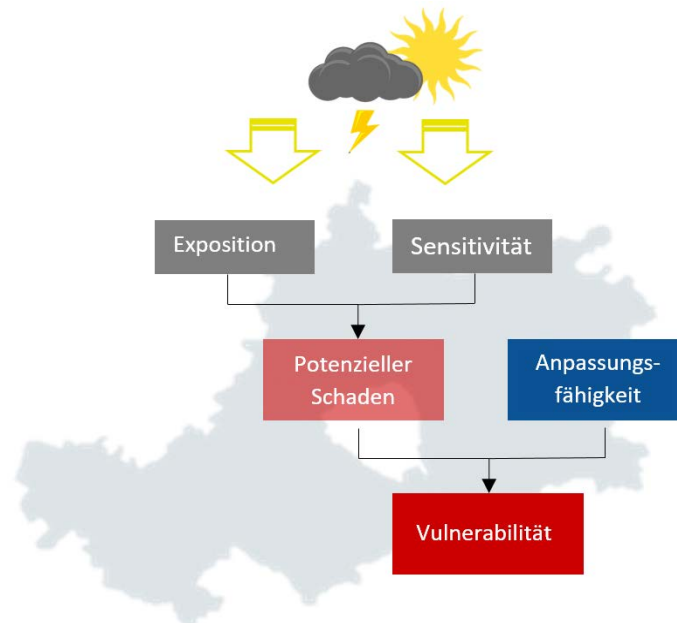 Exposition
Sensitivität
Potenzieller
Schaden
Anpassungs-
fähigkeit
Vulnerabilität